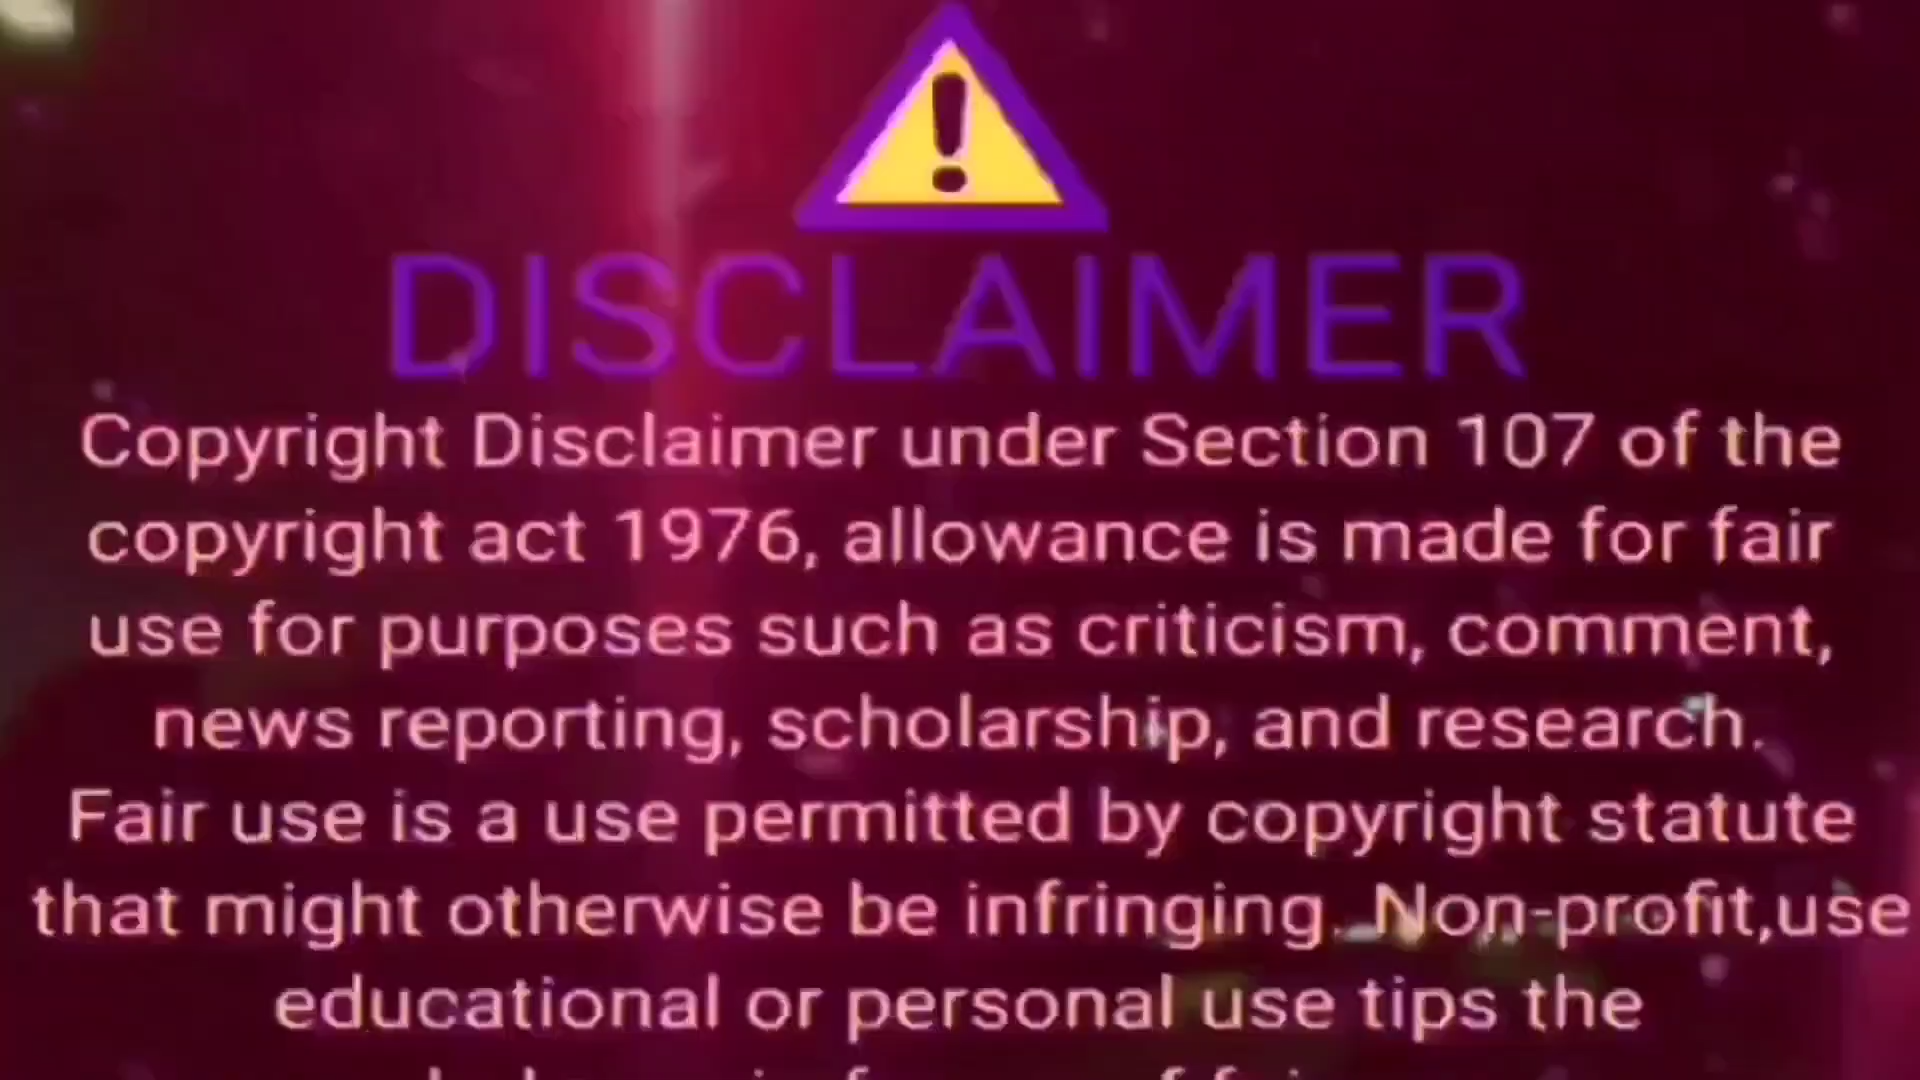 DISCLAIMER
Copyright Disclaimer under Section 107 of the
copyright act 1976, allowance is made for fair
use for purposes such as criticism, comment,
news reporting, scholarship, and research.
Fair use is a use permitted by copyright statute
that might otherwise be infringing. Non-profit,use
educational or personal use tips the